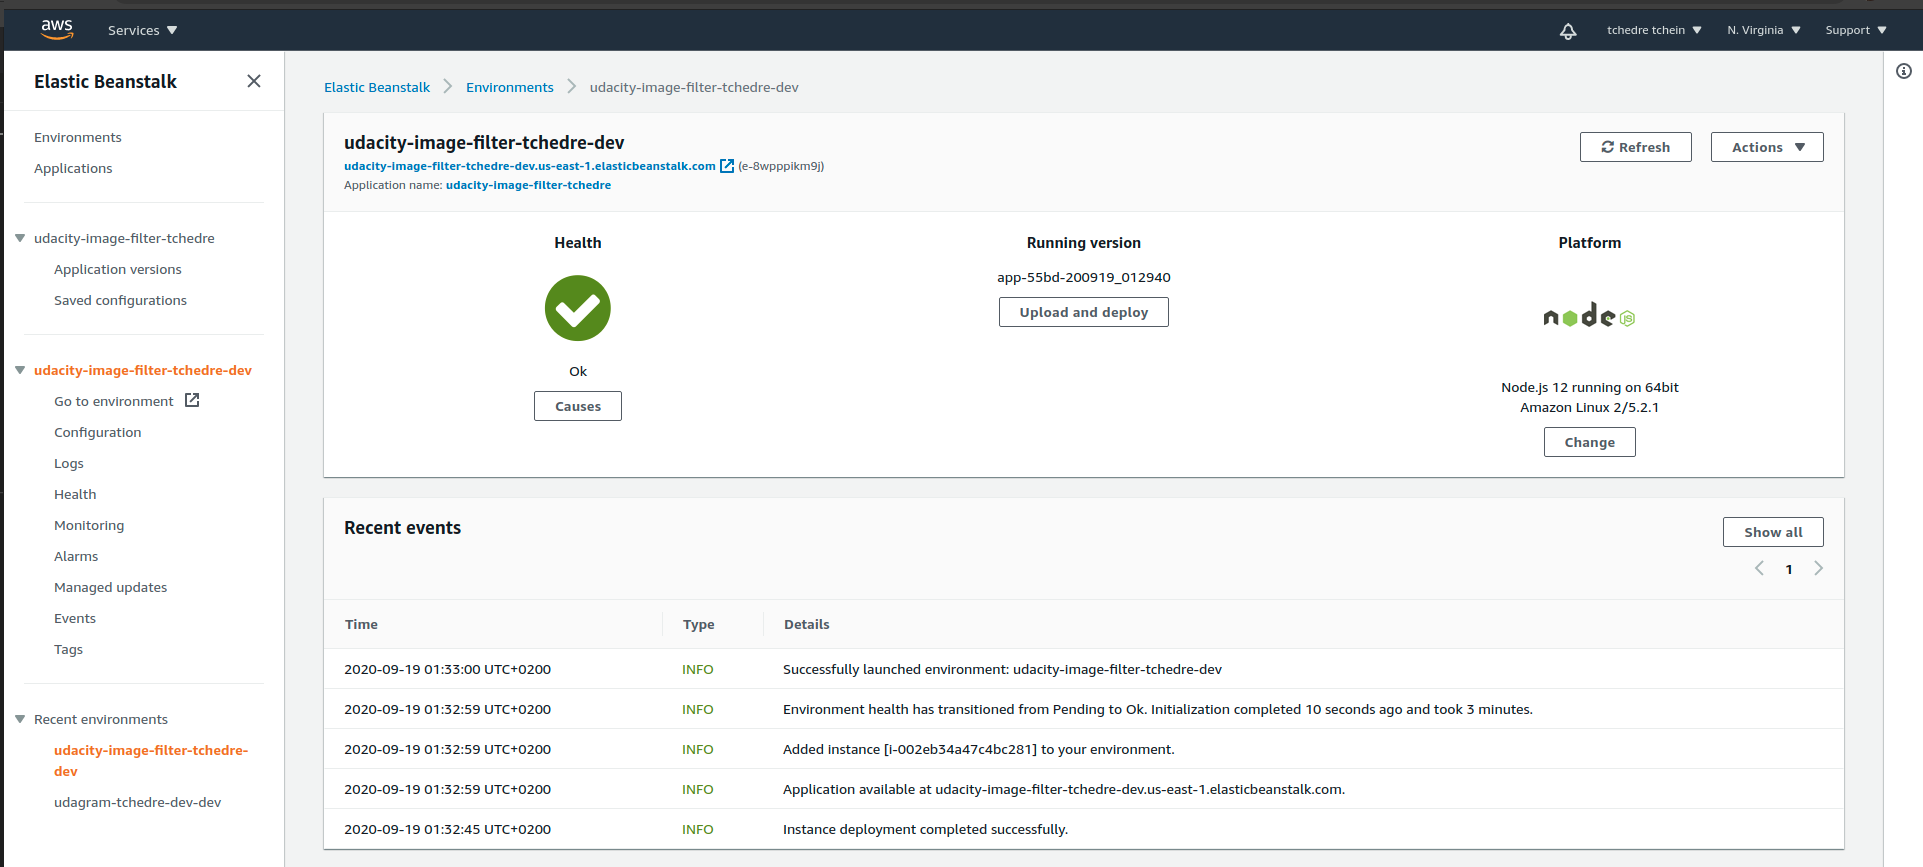 aws
Services
tchedre tchein
N. Virginia
Support
Elastic Beanstalk
Environments
Applications
udacity-image-filter-tchedre
Application versions
Saved configurations
udacity-image-filter-tchedre-dev
Go to environment
Configuration
Logs
Health
Monitoring
Alarms
Managed updates
Events
Tags
Recent environments
udacity-image-filter-tchedre-
dev
udagram-tchedre-dev-dev
Elastic Beanstalk
Environments
udacity-image-filter-tchedre-dev
udacity-image-filter-tchedre-dev
udacity-image-filter-tchedre-dev.us-east-1.elasticbeanstalk.com (e-8wpppikm9j)
Application name: udacity-image-filter-tchedre
Refresh
Actions
Health
Ok
Causes
Running version
app-55bd-200919_012940
Upload and deploy
Platform
node JS
Node.js 12 running on 64bit
Amazon Linux 2/5.2.1
Change
Recent events
Show all
1
Time Type Details
2020-09-19 01:33:00 UTC+0200 INFO Successfully launched environment: udacity-image-filter-tchedre-dev
2020-09-19 01:32:59 UTC+0200 INFO Environment health has transitioned from Pending to Ok. Initialization completed 10 seconds ago and took 3 minutes.
2020-09-19 01:32:59 UTC+0200 INFO Added instance [i-002eb34a47c4bc281] to your environment.
2020-09-19 01:32:59 UTC+0200 INFO Application available at udacity-image-filter-tchedre-dev.us-east-1.elasticbeanstalk.com.
2020-09-19 01:32:45 UTC+0200 INFO Instance deployment completed successfully.